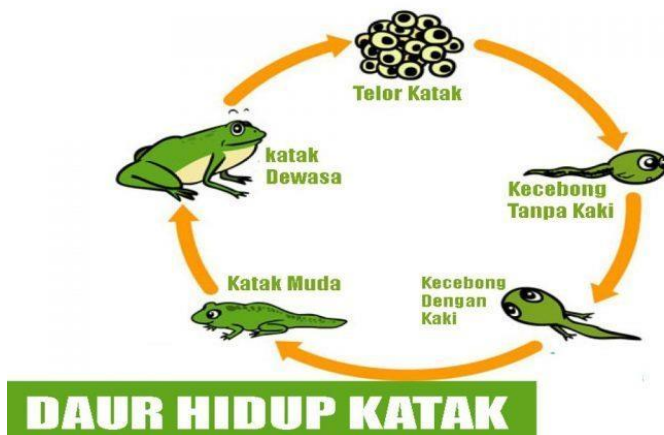 Telor Katak
Kecebong
Tanpa Kaki
Kecebong
Dengan
Kaki
Katak Muda
katak
Dewasa
DAUR HIDUP KATAK